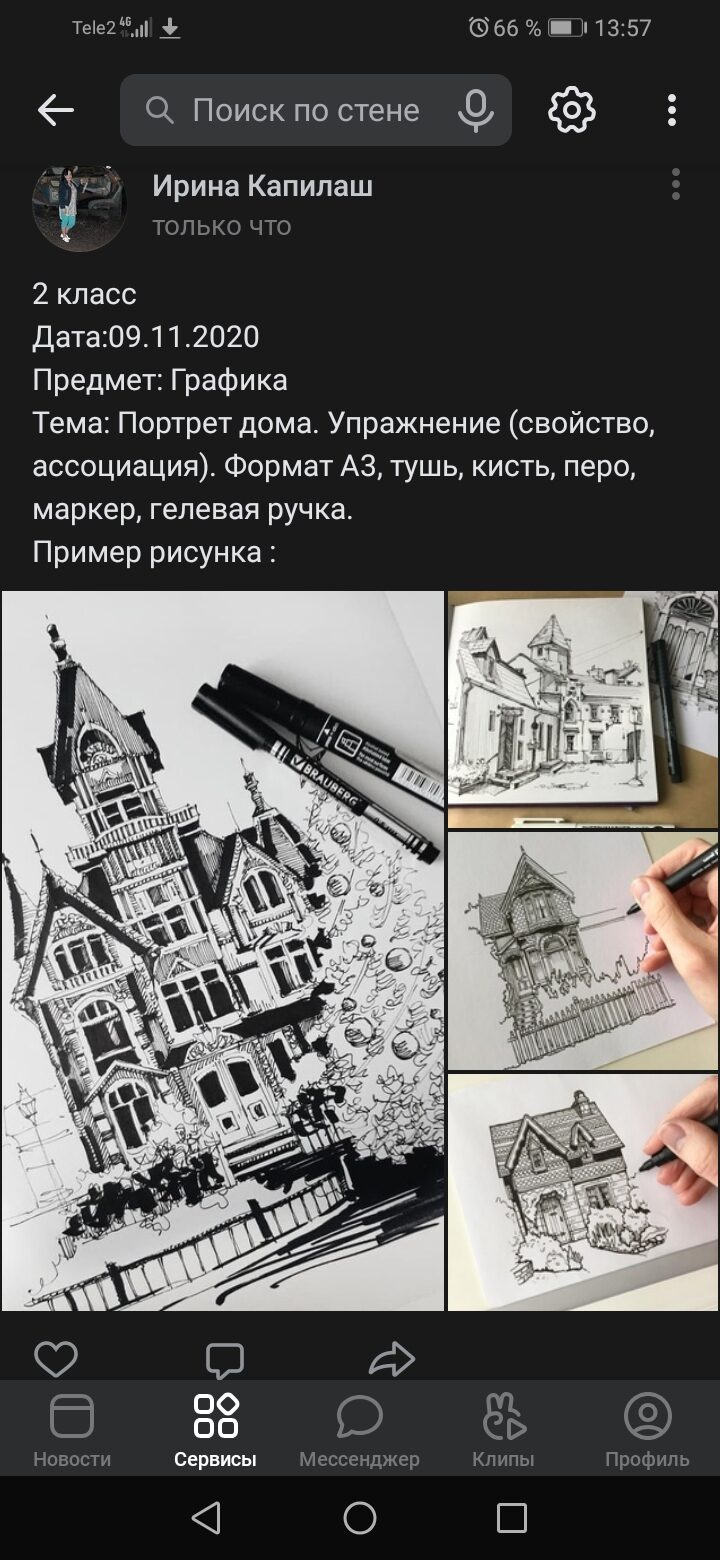 Tele2 4G 66 % 13:57
Поиск по стене
Ирина Капилаш
только что
2 класс
Дата:09.11.2020
Предмет: Графика
Тема: Портрет дома. Упражнение (свойство,
ассоциация). Формат А3, тушь, кисть, перо,
маркер, гелевая ручка.
Пример рисунка :
BRAUBERG
Новости
Сервисы
Мессенджер
Клипы
Профиль